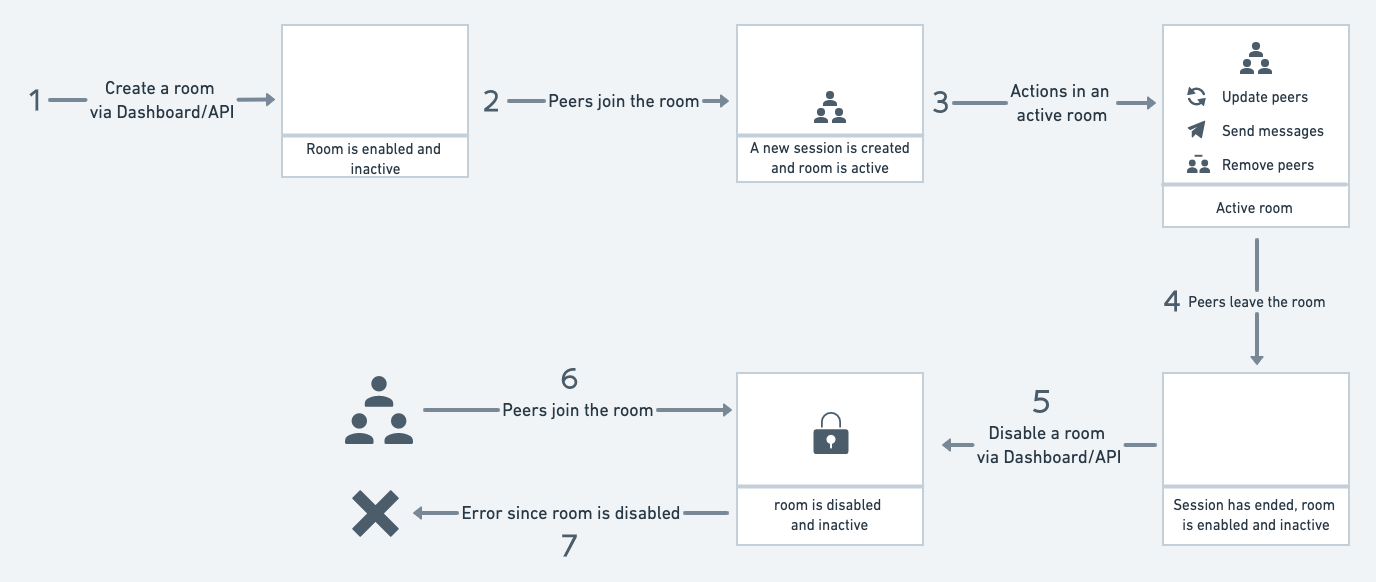 1
Create a room
via Dashboard/API
Room is enabled and
inactive
2
Peers join the room
A new session is created
and room is active
3
Actions in an
active room
Update peers
Send messages
Remove peers
Active room
4
Peers leave the room
Session has ended, room
is enabled and inactive
5
Disable a room
via Dashboard/API
room is disabled
and inactive
6
Peers join the room
Error since room is disabled
7